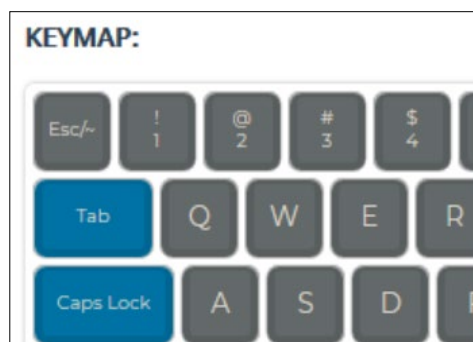 KEYMAP:
Esc/~ ! @ # $
1 2 3 4
Tab Q W E R
Caps Lock A S D